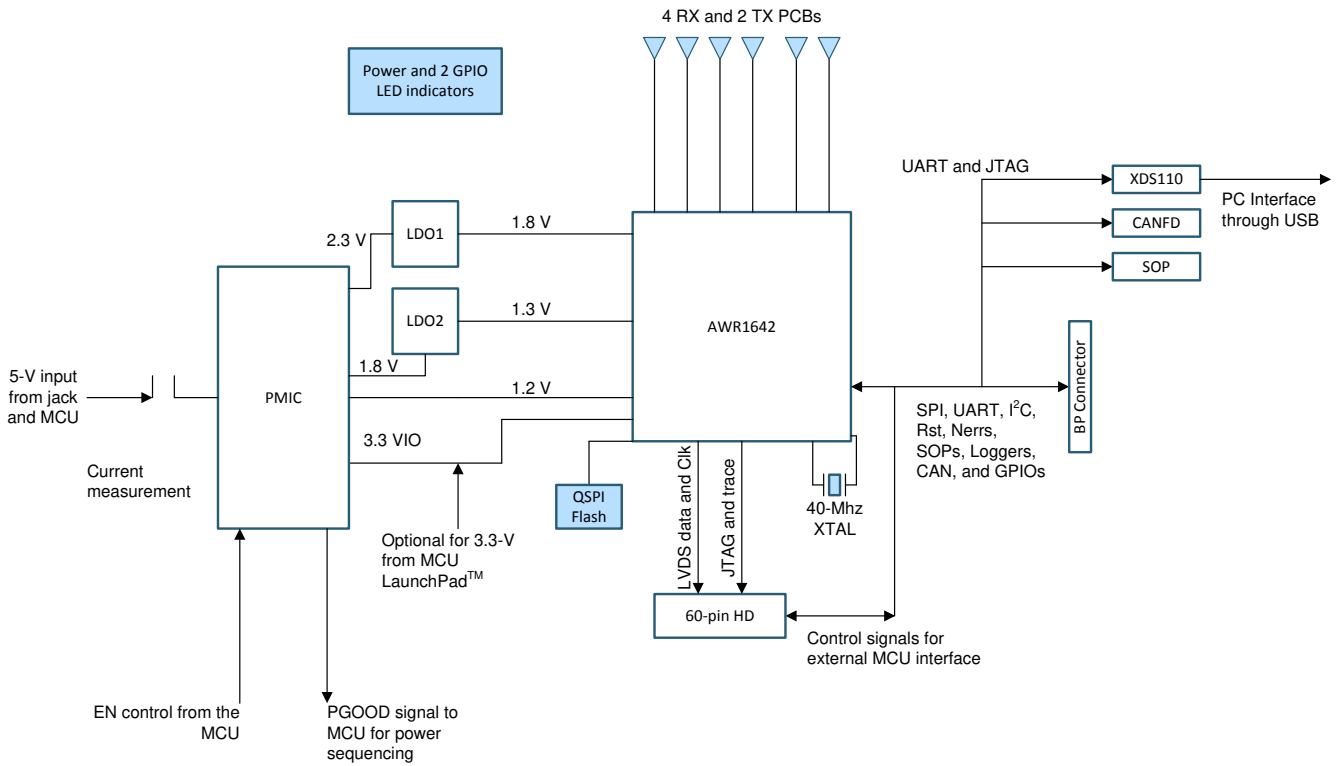 4 RX and 2 TX PCBs
Power and 2 GPIO
LED indicators
UART and JTAG
XDS110
PC Interface
through USB
CANFD
SOP
LDO1
2.3 V
1.8 V
LDO2
1.3 V
1.8 V
AWR1642
5-V input
from jack
and MCU
PMIC
1.2 V
3.3 VIO
Current
measurement
BP Connector
SPI, UART, I²C,
Rst, Nerrs,
SOPs, Loggers,
CAN, and GPIOs
QSPI
Flash
LVDS data and Clk
JTAG and trace
40-Mhz
XTAL
Optional for 3.3-V
from MCU
LaunchPad™
60-pin HD
Control signals for
external MCU interface
EN control from the
MCU
PGOOD signal to
MCU for power
sequencing